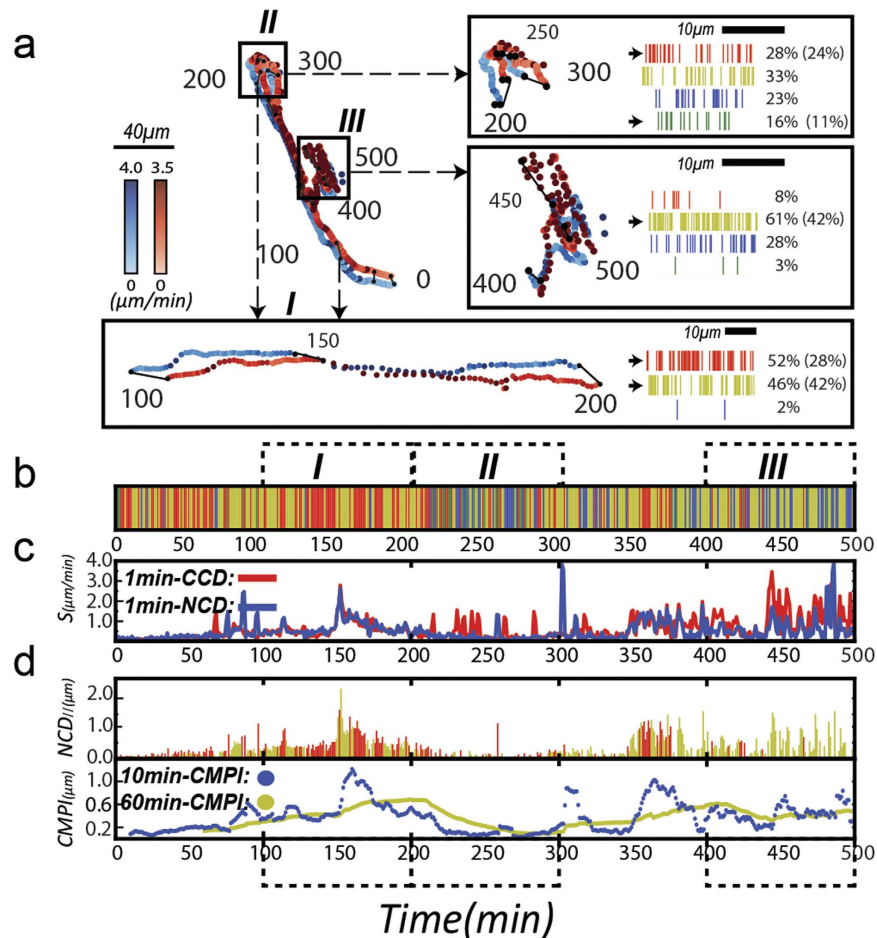 a
II
200
300
III
40μm
4.0
3.5
500
400
100
0
0
0
(μm/min)
I
250
300
200
10μm
28% (24%)
33%
23%
16% (11%)
10μm
450
400
500
8%
61% (42%)
28%
3%
10μm
150
100
200
52% (28%)
46% (42%)
2%
b
I
II
III
0 50 100 150 200 250 300 350 400 450 500
c
S(μm/min)
4.0
3.0
2.0
1.0
1min-CCD:
1min-NCD:
0 50 100 150 200 250 300 350 400 450 500
d
NCD//(μm)
2.0
1.0
0.0
CMPI(μm)
1.0
0.6
0.2
10min-CMPI:
60min-CMPI:
0 50 100 150 200 250 300 350 400 450 500
Time(min)